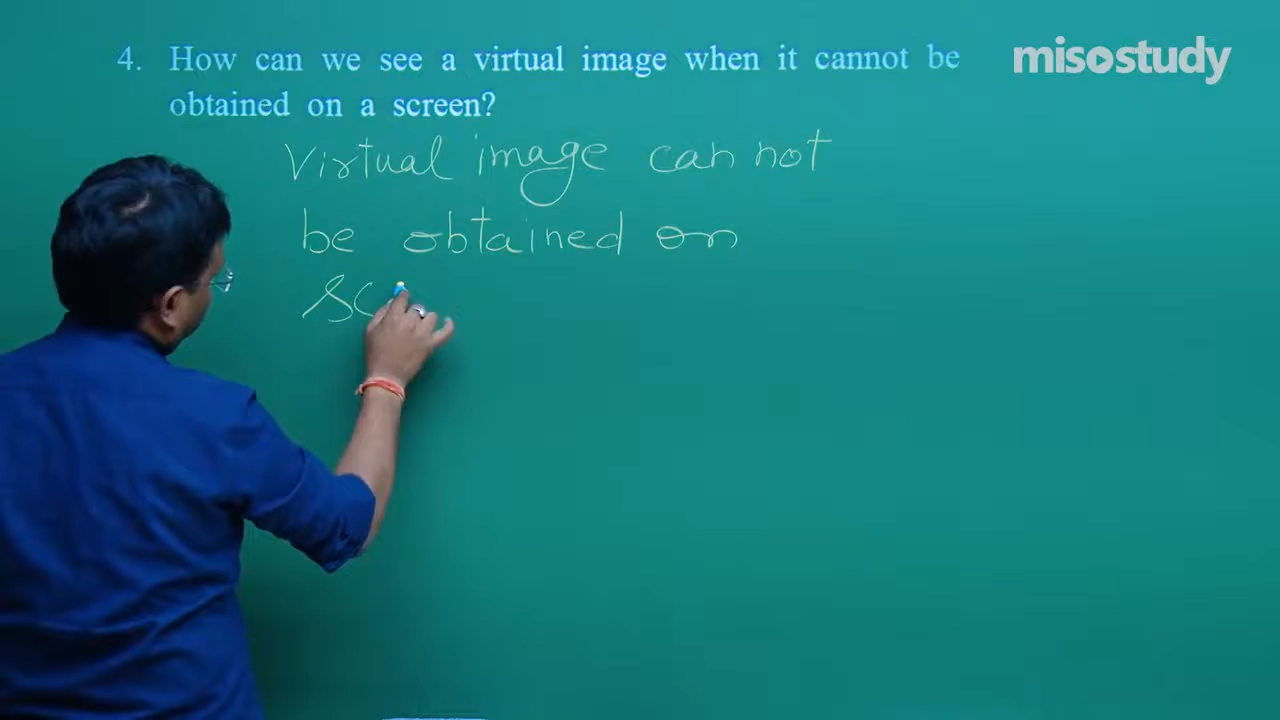 4. How can we see a virtual image when it cannot be
obtained on a screen?
misostudy
Virtual image can not
be obtained on
sc